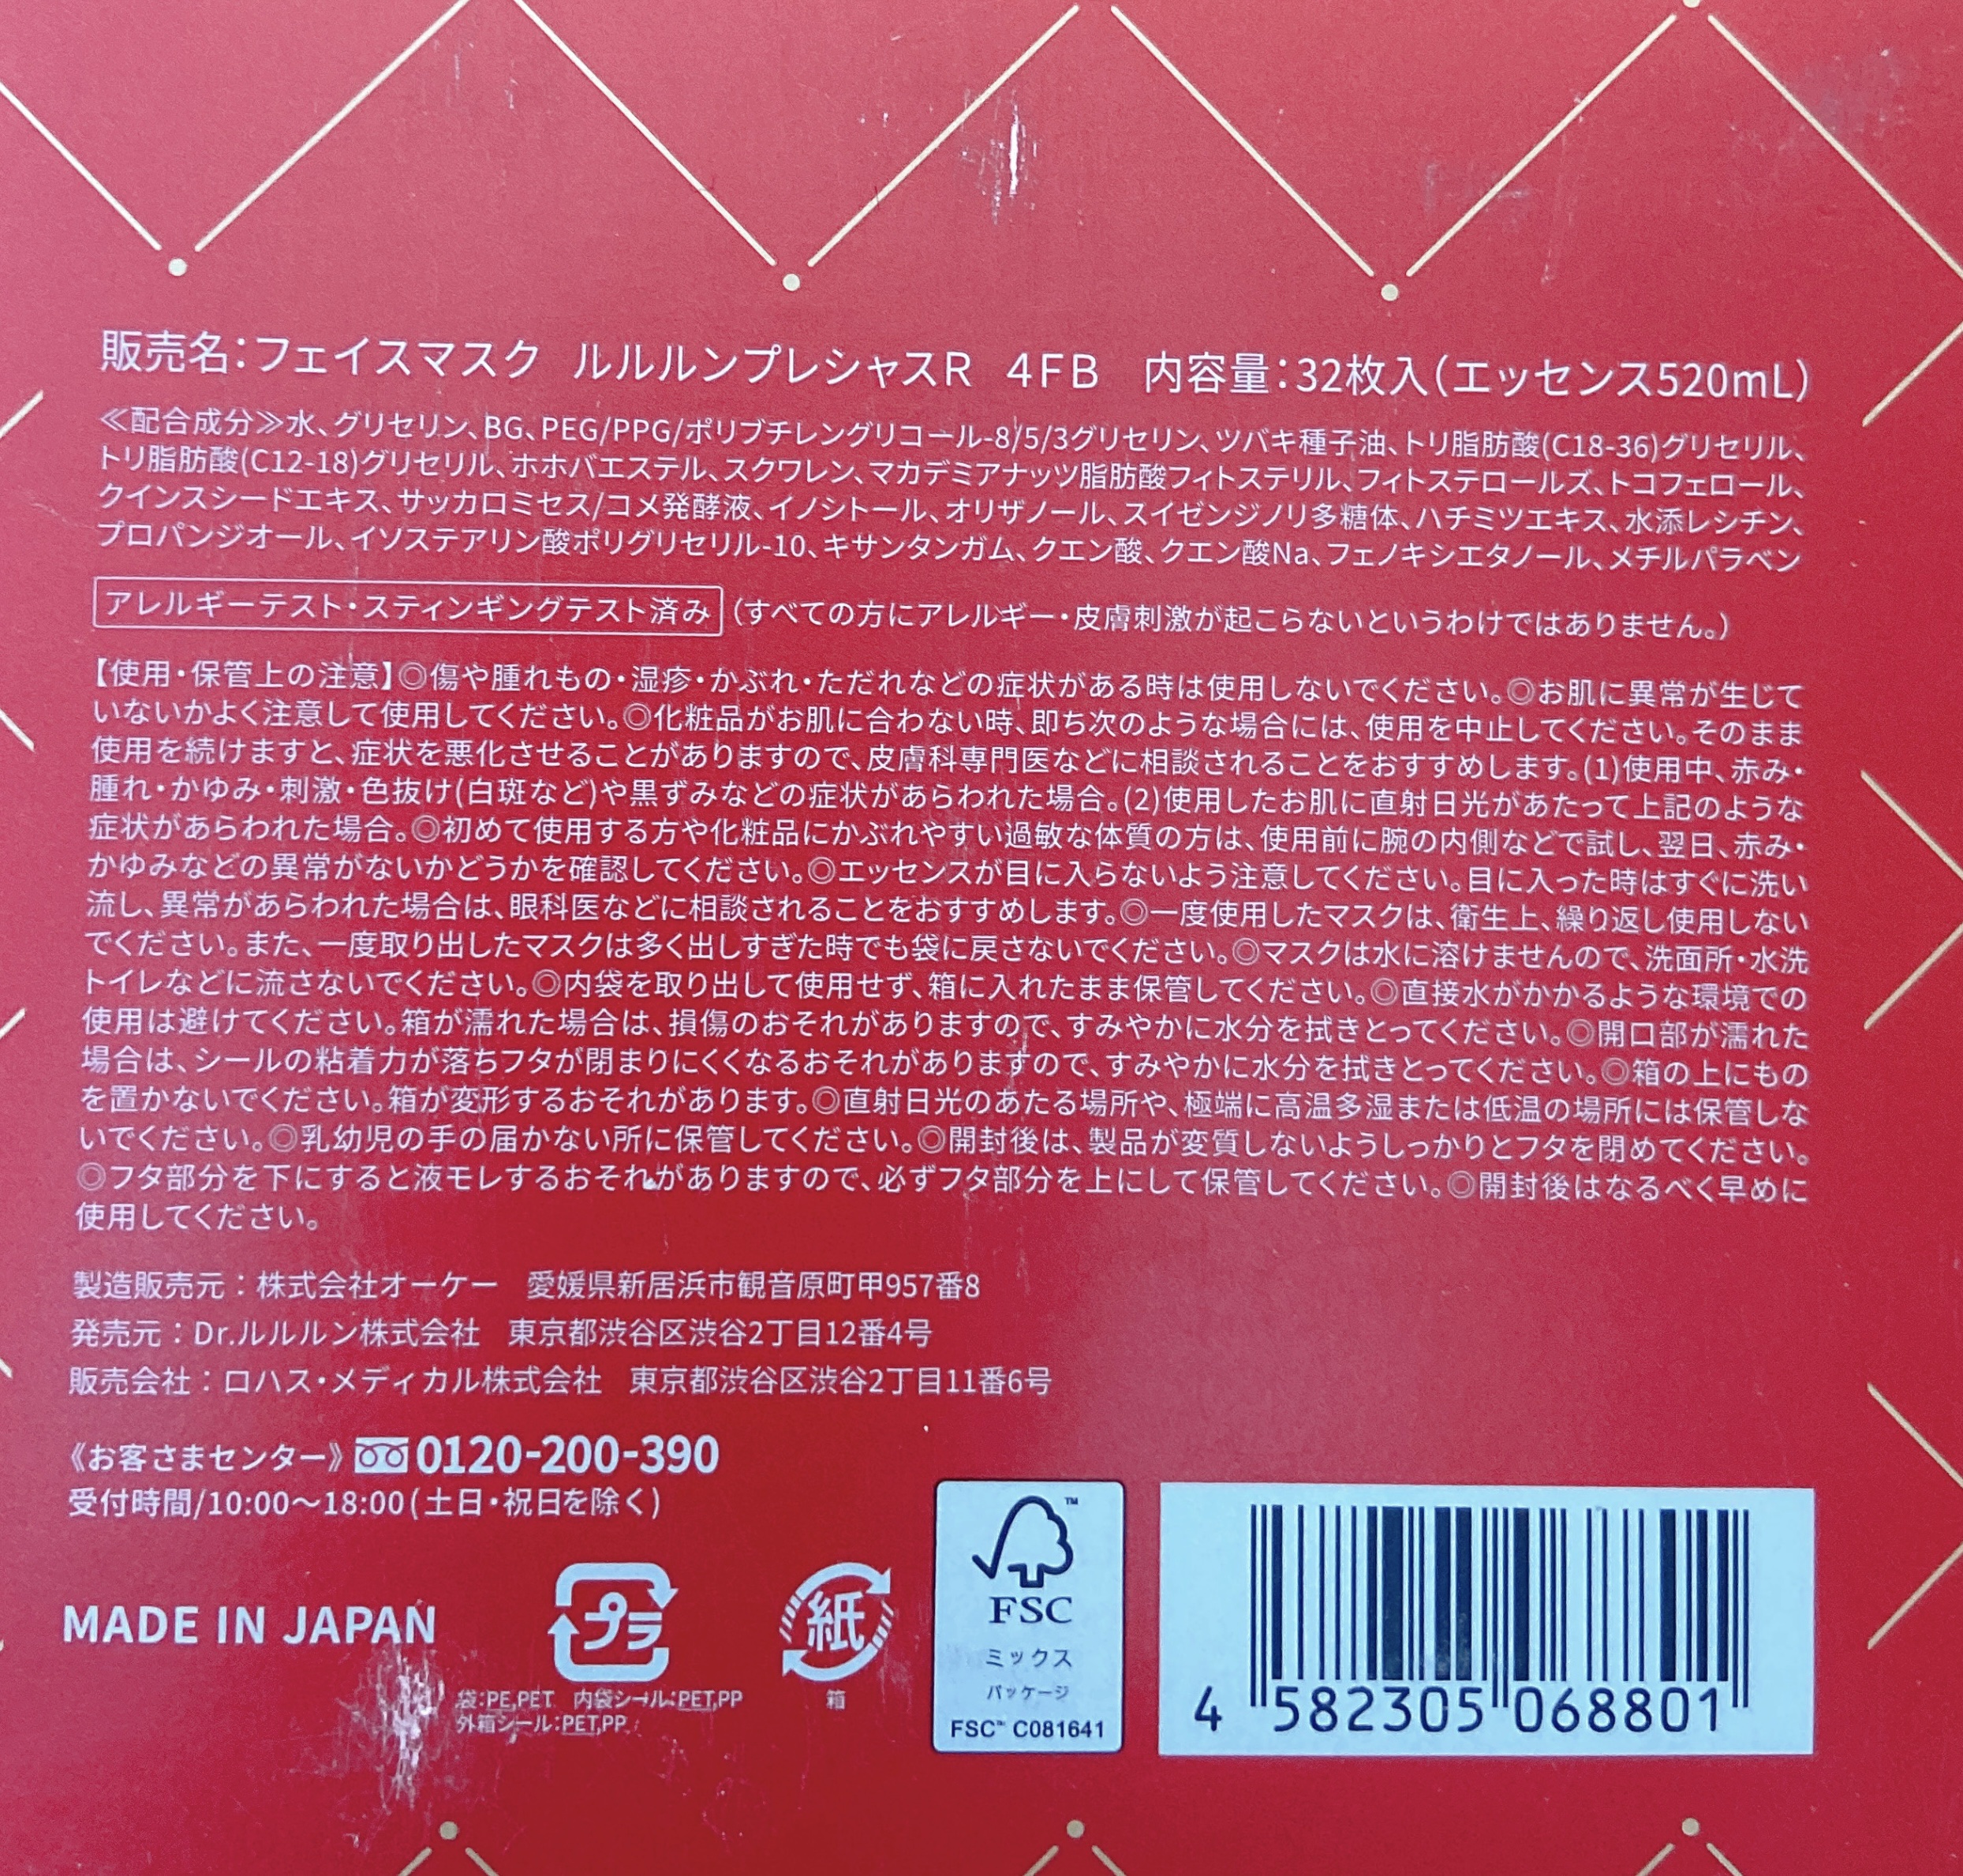 販売名：フェイスマスク ルルルンプレシャスR 4FB 内容量：32枚入（エッセンス520mL）
≪配合成分≫水、グリセリン、BG、PEG/PPG/ポリブチレングリコール-8/5/3グリセリン、ツバキ種子油、トリ脂肪酸(C18-36)グリセリル、
トリ脂肪酸(C12-18)グリセリル、ホホバエステル、スクワレン、マカデミアナッツ脂肪酸フィトステリル、フィトステロールズ、トコフェロール、
クインスシードエキス、サッカロミセス/コメ発酵液、イノシトール、オリザノール、スイゼンジノリ多糖体、ハチミツエキス、水添レシチン、
プロパンジオール、イソステアリン酸ポリグリセリル-10、キサンタンガム、クエン酸、クエン酸Na、フェノキシエタノール、メチルパラベン
アレルギーテスト・スティンギングテスト済み（すべての方にアレルギー・皮膚刺激が起こらないというわけではありません。）
【使用・保管上の注意】◎傷や腫れもの・湿疹・かぶれ・ただれなどの症状がある時は使用しないでください。◎お肌に異常が生じて
いないかよく注意して使用してください。◎化粧品がお肌に合わない時、即ち次のような場合には、使用を中止してください。そのまま
使用を続けますと、症状を悪化させることがありますので、皮膚科専門医などに相談されることをおすすめします。(1)使用中、赤み・
腫れ・かゆみ・刺激・色抜け(白斑など)や黒ずみなどの症状があらわれた場合。(2)使用したお肌に直射日光があたって上記のような
症状があらわれた場合。◎初めて使用する方や化粧品にかぶれやすい過敏な体質の方は、使用前に腕の内側などで試し、翌日、赤み・
かゆみなどの異常がないかどうかを確認してください。◎エッセンスが目に入らないよう注意してください。目に入った時はすぐに洗い
流し、異常があらわれた場合は、眼科医などに相談されることをおすすめします。◎一度使用したマスクは、衛生上、繰り返し使用しない
でください。また、一度取り出したマスクは多く出しすぎた時でも袋に戻さないでください。◎マスクは水に溶けませんので、洗面所・水洗
トイレなどに流さないでください。◎内袋を取り出して使用せず、箱に入れたまま保管してください。◎直接水がかかるような環境での
使用は避けてください。箱が濡れた場合は、損傷のおそれがありますので、すみやかに水分を拭きとってください。◎開口部が濡れた
場合は、シールの粘着力が落ちフタが閉まりにくくなるおそれがありますので、すみやかに水分を拭きとってください。◎箱の上にもの
を置かないでください。箱が変形するおそれがあります。◎直射日光のあたる場所や、極端に高温多湿または低温の場所には保管しな
いでください。◎乳幼児の手の届かない所に保管してください。◎開封後は、製品が変質しないようしっかりとフタを閉めてください。
◎フタ部分を下にすると液モレするおそれがありますので、必ずフタ部分を上にして保管してください。◎開封後はなるべく早めに
使用してください。
製造販売元：株式会社オーケー 愛媛県新居浜市観音原町甲957番8
発売元：Dr.ルルルン株式会社 東京都渋谷区渋谷2丁目12番4号
販売会社：ロハス・メディカル株式会社 東京都渋谷区渋谷2丁目11番6号
《お客さまセンター》0120-200-390
受付時間/10:00～18:00(土日・祝日を除く)
MADE IN JAPAN
プラ
袋：PE,PET 内袋シール：PET,PP
外箱シール：PET,PP
紙
箱
FSC
ミックス
パッケージ
FSC™ C081641
4 582305 068801